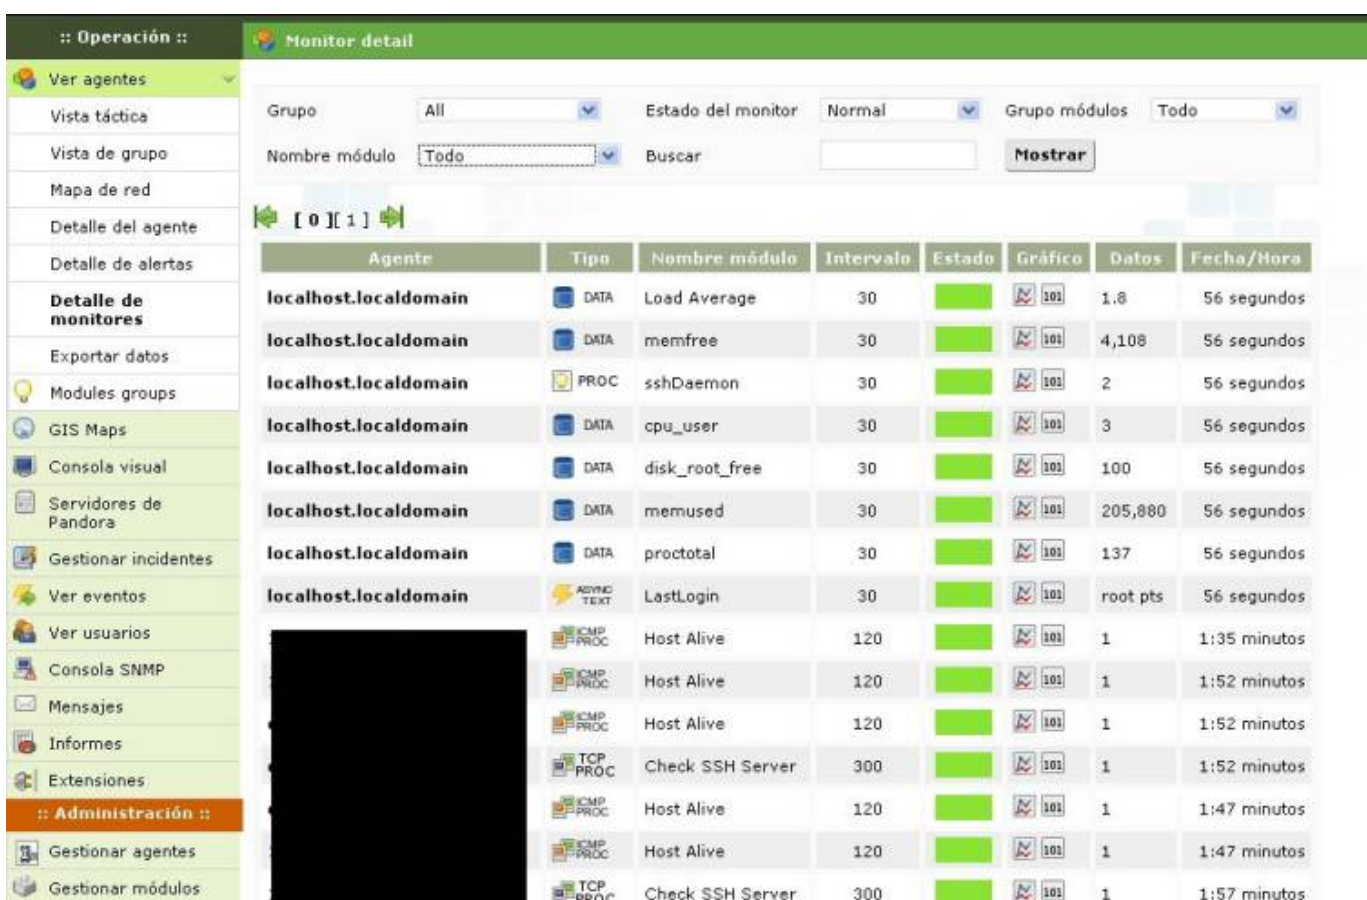 :: Operación ::
Monitor detail
Ver agentes
Vista táctica
Vista de grupo
Mapa de red
Detalle del agente
Detalle de alertas
Detalle de
monitores
Exportar datos
Modules groups
GIS Maps
Consola visual
Servidores de
Pandora
Gestionar incidentes
Ver eventos
Ver usuarios
Consola SNMP
Mensajes
Informes
Extensiones
:: Administración ::
Gestionar agentes
Gestionar módulos
Grupo All Estado del monitor Normal Grupo módulos Todo
Nombre módulo Todo Buscar Mostrar
[ 0 ][ 1 ]
Agente Tipo Nombre módulo Intervalo Estado Gráfico Datos Fecha/Hora
localhost.localdomain DATA Load Average 30 101 1.8 56 segundos
localhost.localdomain DATA memfree 30 101 4,108 56 segundos
localhost.localdomain PROC sshDaemon 30 101 2 56 segundos
localhost.localdomain DATA cpu_user 30 101 3 56 segundos
localhost.localdomain DATA disk_root_free 30 101 100 56 segundos
localhost.localdomain DATA memused 30 101 205,880 56 segundos
localhost.localdomain DATA proctotal 30 101 137 56 segundos
localhost.localdomain ASYNC TEXT LastLogin 30 101 root pts 56 segundos
ICMP PROC Host Alive 120 101 1 1:35 minutos
ICMP PROC Host Alive 120 101 1 1:52 minutos
ICMP PROC Host Alive 120 101 1 1:52 minutos
TCP PROC Check SSH Server 300 101 1 1:52 minutos
ICMP PROC Host Alive 120 101 1 1:47 minutos
ICMP PROC Host Alive 120 101 1 1:47 minutos
TCP PROC Check SSH Server 300 101 1 1:57 minutos